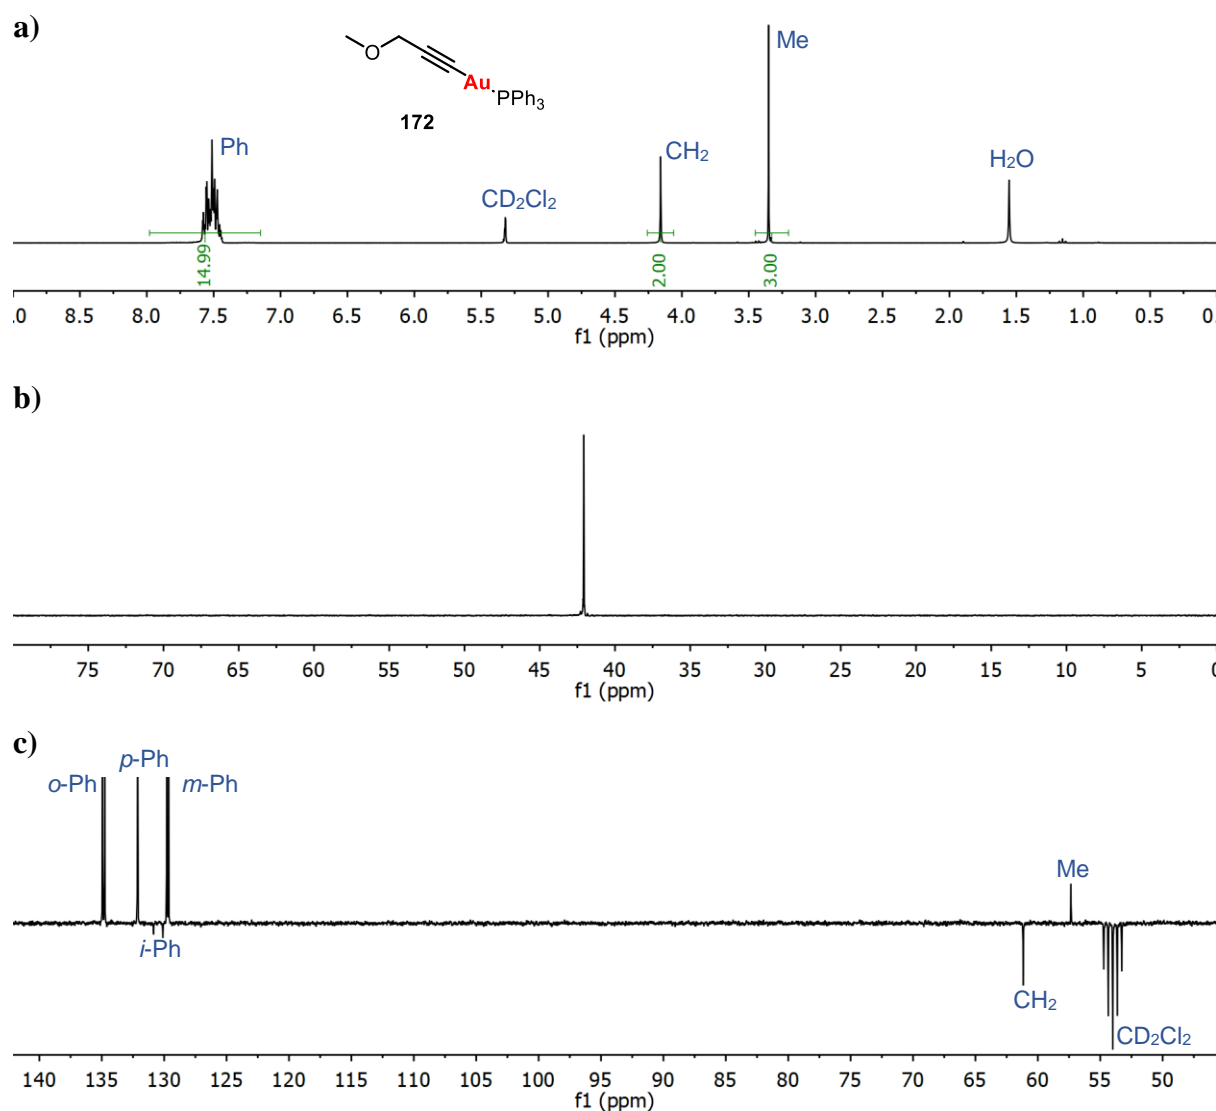 a)
O
Au
PPh3
172
Ph
CD2Cl2
CH2
Me
H2O
14.99
2.00
3.00
.0 8.5 8.0 7.5 7.0 6.5 6.0 5.5 5.0 4.5 4.0 3.5 3.0 2.5 2.0 1.5 1.0 0.5 0.
f1 (ppm)
b)
75 70 65 60 55 50 45 40 35 30 25 20 15 10 5 0
f1 (ppm)
c)
o-Ph
p-Ph
m-Ph
i-Ph
Me
CH2
CD2Cl2
140 135 130 125 120 115 110 105 100 95 90 85 80 75 70 65 60 55 50
f1 (ppm)